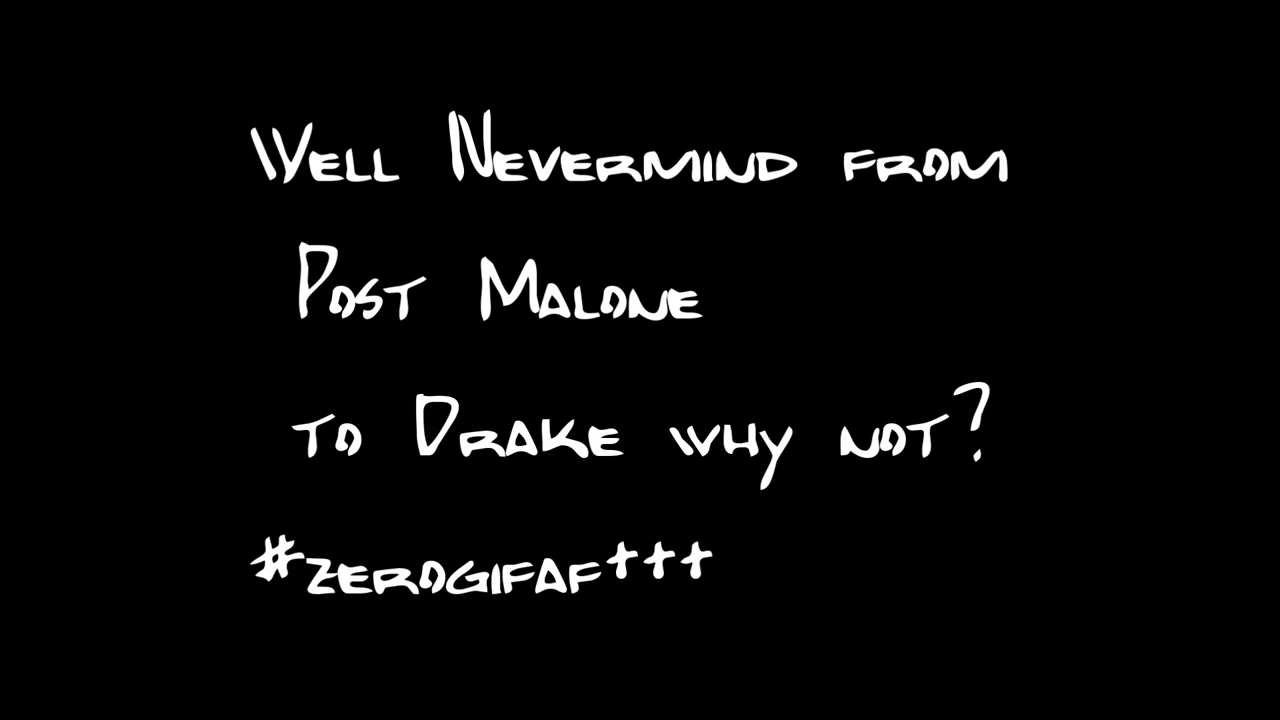 Well Nevermind from
Post Malone
to Drake why not?
#zerogifaf+++